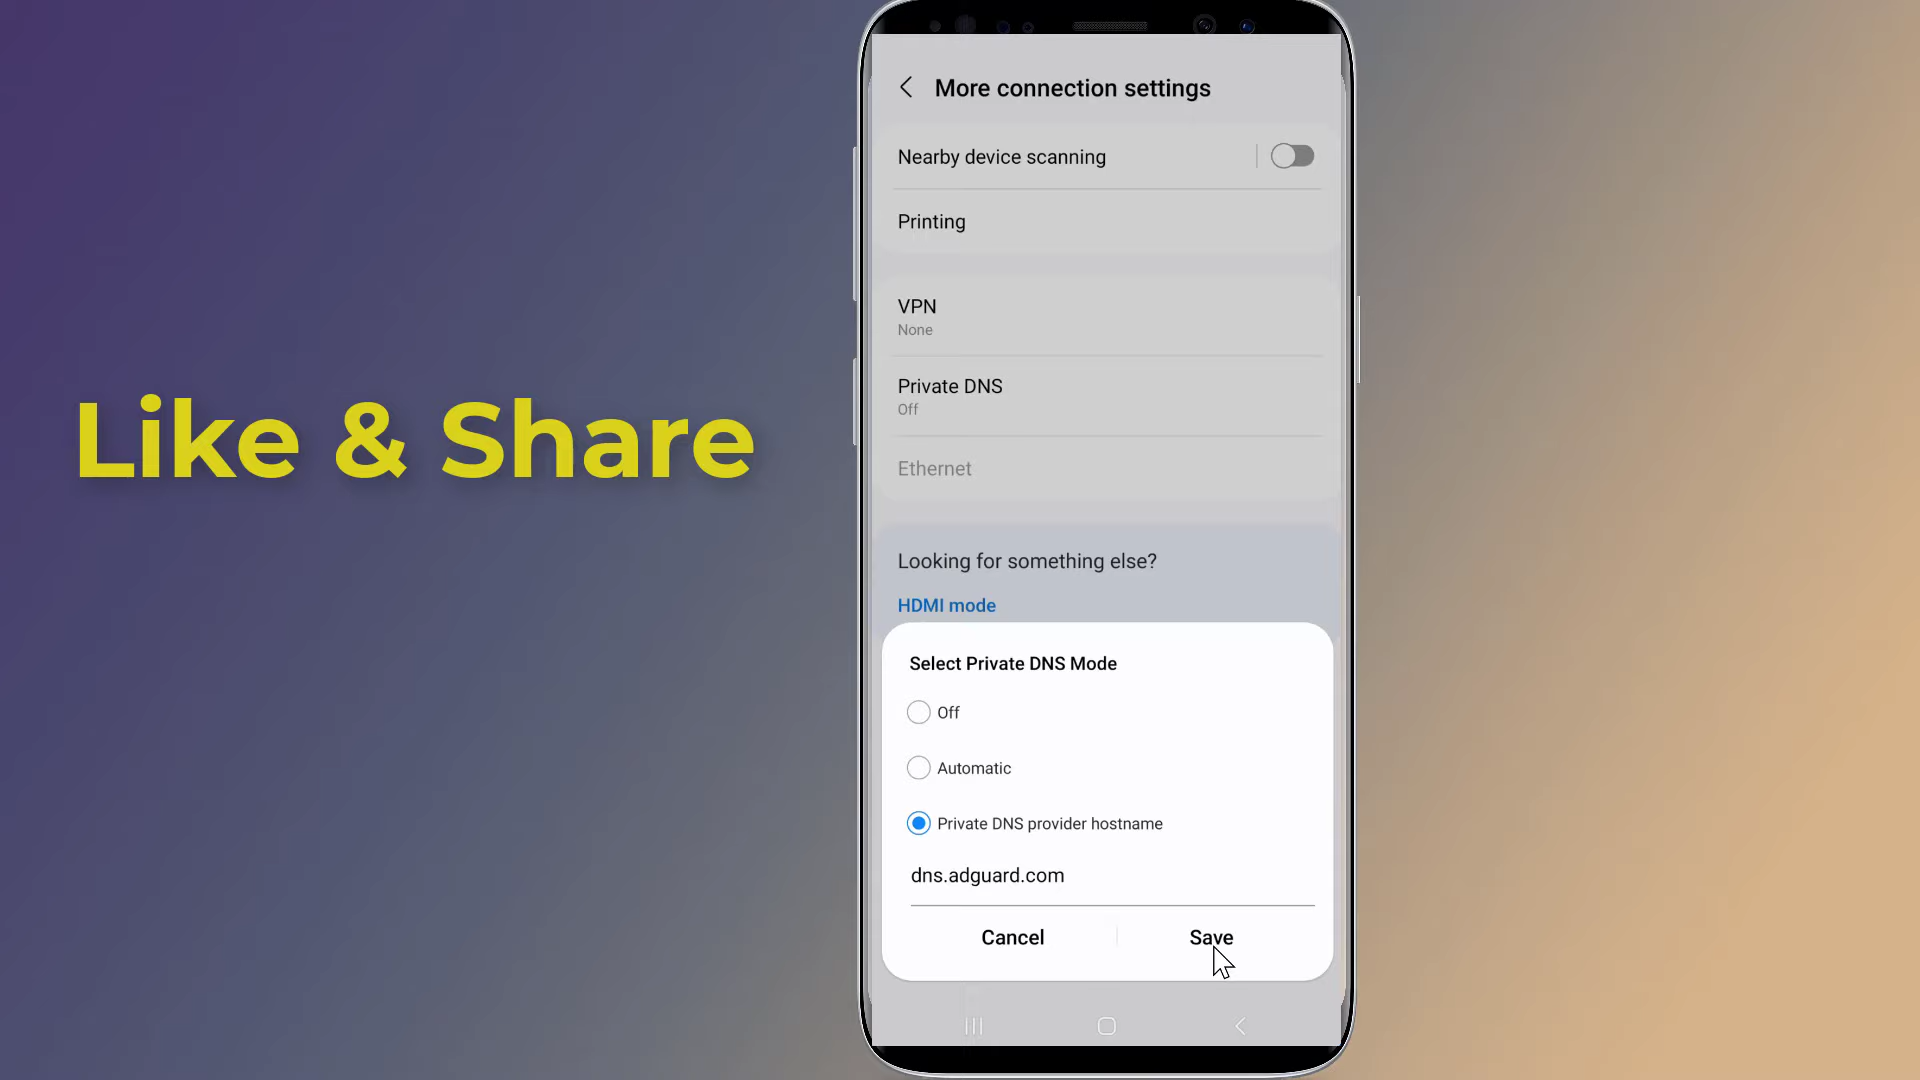 Like & Share
More connection settings
Nearby device scanning
Printing
VPN
None
Private DNS
Off
Ethernet
Looking for something else?
HDMI mode
Select Private DNS Mode
Off
Automatic
Private DNS provider hostname
dns.adguard.com
Cancel
Save